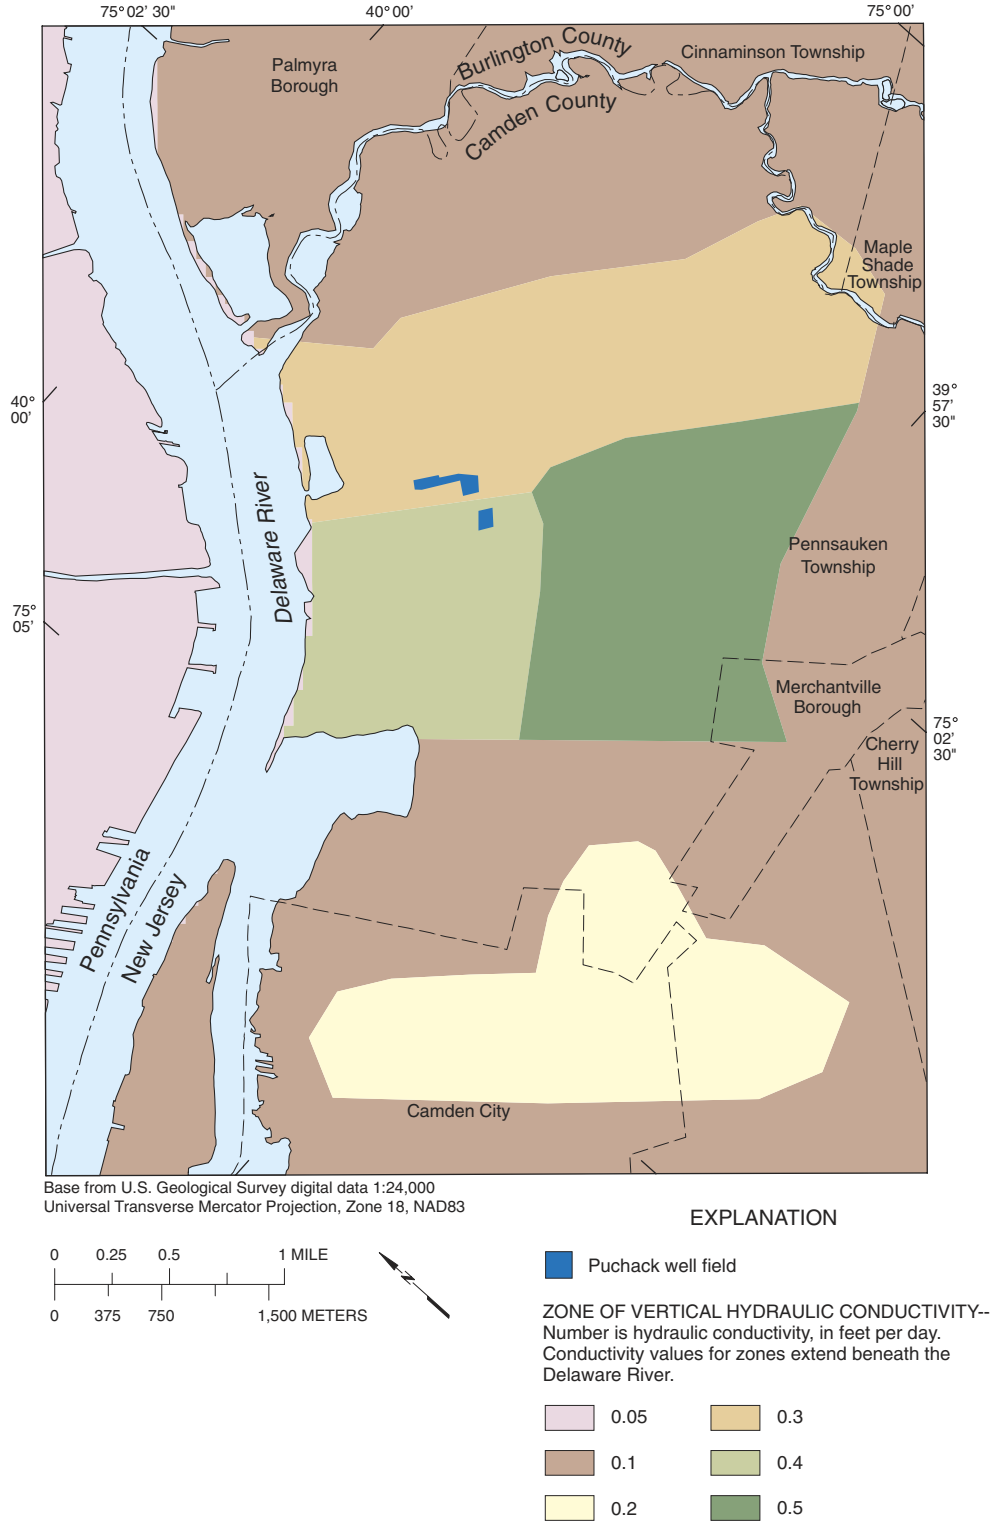 75°02' 30"
40°00'
75°00'
Palmyra
Borough
Burlington County
Cinnaminson Township
Camden County
Maple
Shade
Township
40°
00'
39°
57'
30"
Delaware River
Pennsauken
Township
75°
05'
Merchantville
Borough
75°
02'
30"
Cherry
Hill
Township
Pennsylvania
New Jersey
Camden City
Base from U.S. Geological Survey digital data 1:24,000
Universal Transverse Mercator Projection, Zone 18, NAD83
0 0.25 0.5 1 MILE
0 375 750 1,500 METERS
N
EXPLANATION
Puchack well field
ZONE OF VERTICAL HYDRAULIC CONDUCTIVITY--
Number is hydraulic conductivity, in feet per day.
Conductivity values for zones extend beneath the
Delaware River.
0.05 0.3
0.1 0.4
0.2 0.5